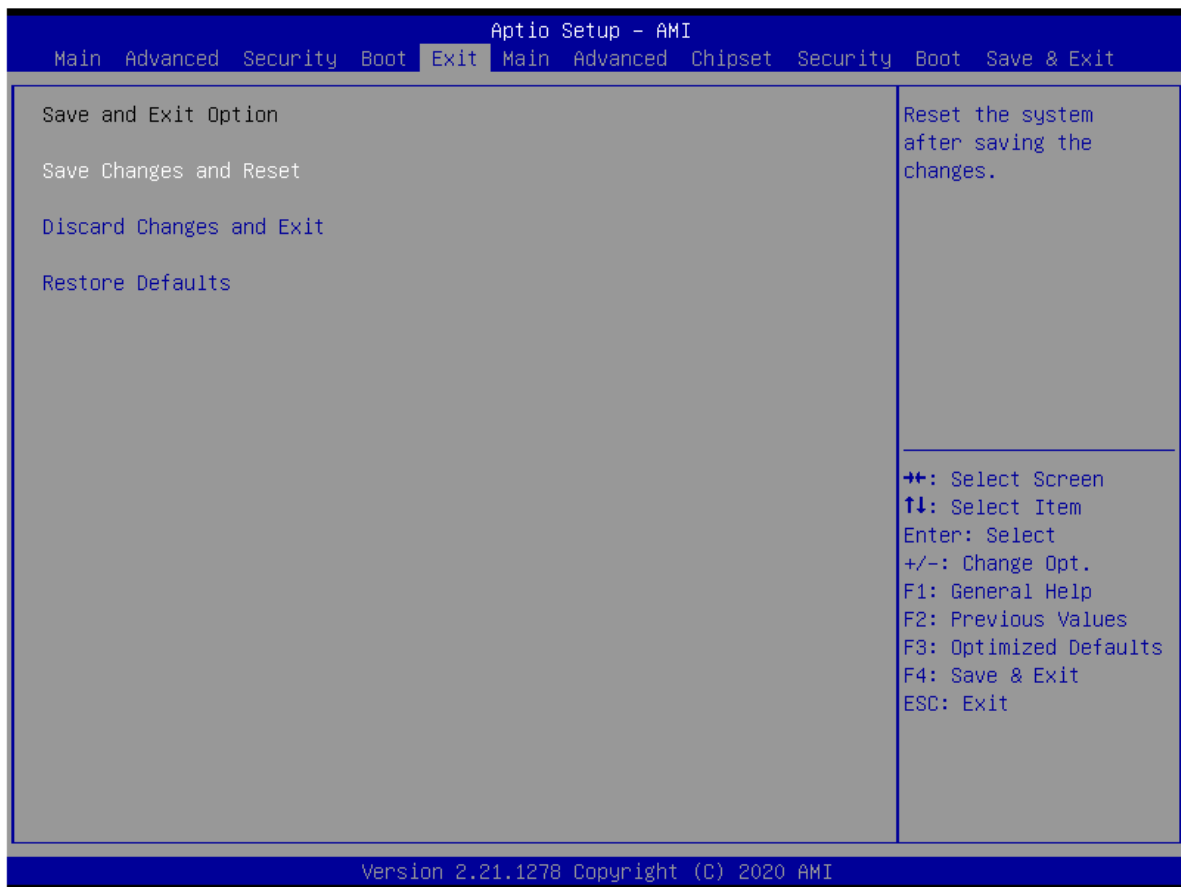 Aptio Setup - AMI
Main Advanced Security Boot Exit Main Advanced Chipset Security Boot Save & Exit
Save and Exit Option
Save Changes and Reset
Discard Changes and Exit
Restore Defaults
Reset the system
after saving the
changes.
→←: Select Screen
↑↓: Select Item
Enter: Select
+/-: Change Opt.
F1: General Help
F2: Previous Values
F3: Optimized Defaults
F4: Save & Exit
ESC: Exit
Version 2.21.1278 Copyright (C) 2020 AMI